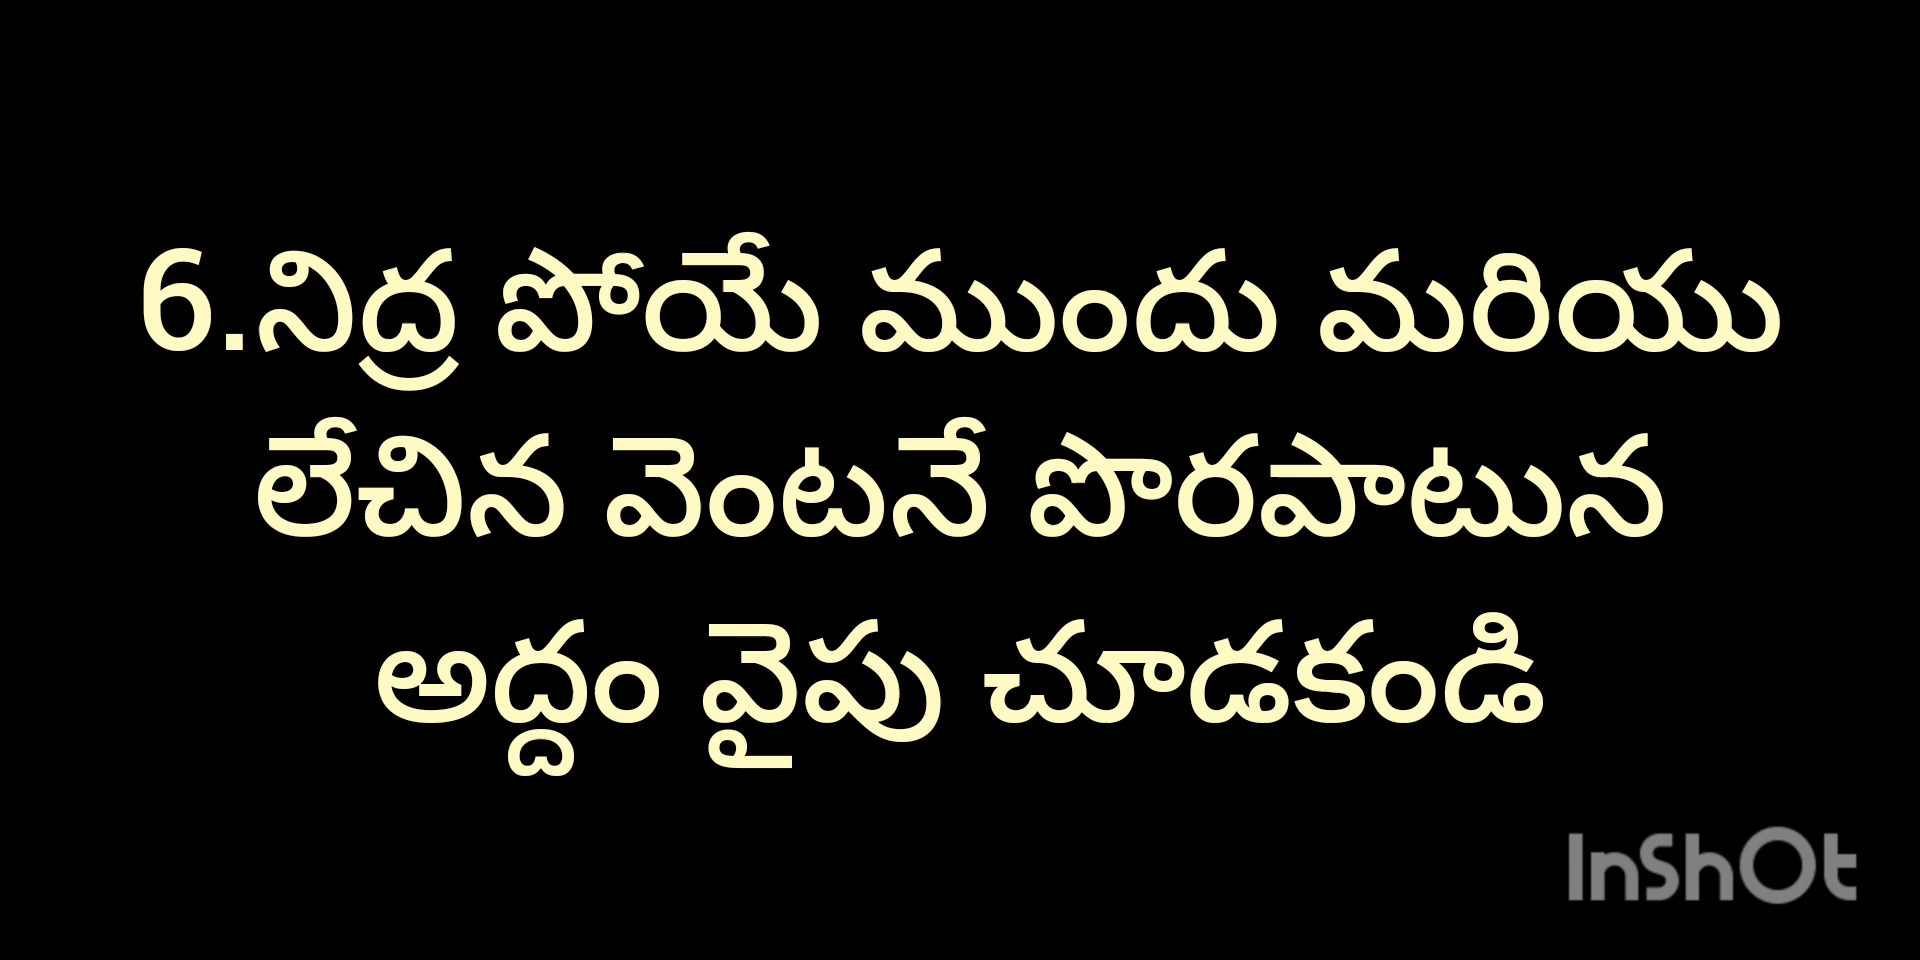 6.నిద్ర పోయే ముందు మరియు
లేచిన వెంటనే పొరపాటున
అద్దం వైపు చూడకండి
InShOt